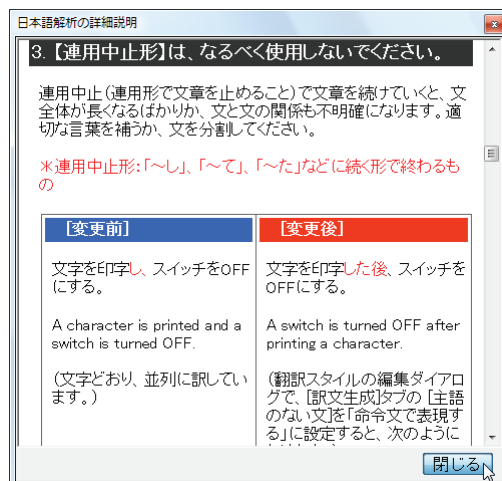 日本語解析の詳細説明
3.【連用中止形】は、なるべく使用しないでください。
連用中止(連用形で文章を止めること)で文章を続けていくと、文
全体が長くなるばかりか、文と文の関係も不明確になります。適
切な言葉を補うか、文を分割してください。
※連用中止形:「~し」、「~て」、「~た」などに続く形で終わるも
の
[変更前]
文字を印字し、スイッチをOFF
にする。
A character is printed and a
switch is turned OFF.
(文字どおり、並列に訳してい
ます。)
[変更後]
文字を印字した後、スイッチを
OFFにする。
A switch is turned OFF after
printing a character.
(翻訳スタイルの編集ダイアロ
グで、[訳文生成]タブの [主語
のない文]を「命令文で表現す
る」に設定すると、次のように
閉じる